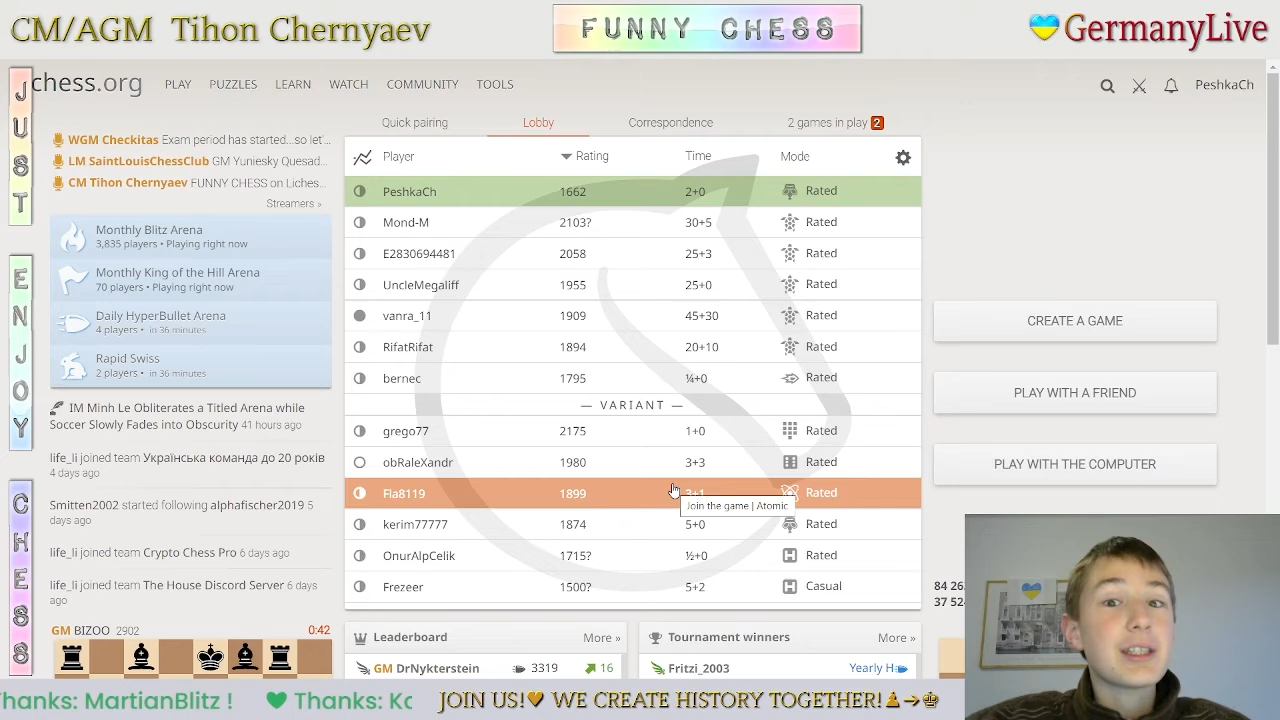 CM/AGM Tihon Chernyaev
FUNNY CHESS
GermanyLive
JUST
ENJOY
CHESS
chess.org
PLAY
PUZZLES
LEARN
WATCH
COMMUNITY
TOOLS
PeshkaCh
WGM Checkitas Exam period has started...so let'...
LM SaintLouisChessClub GM Yuniesky Quesad...
CM Tihon Chernyaev FUNNY CHESS on Liches...
Streamers »
Monthly Blitz Arena
3,835 players • Playing right now
Monthly King of the Hill Arena
70 players • Playing right now
Daily HyperBullet Arena
4 players • in 36 minutes
Rapid Swiss
2 players • in 36 minutes
IM Minh Le Obliterates a Titled Arena while
Soccer Slowly Fades into Obscurity 41 hours ago
life_li joined team Українська команда до 20 років
4 days ago
Smitten2002 started following alphafischer2019 5
days ago
life_li joined team Crypto Chess Pro 6 days ago
life_li joined team The House Discord Server 6 days
ago
GM BIZOO 2902 0:42
Quick pairing
Lobby
Correspondence
2 games in play 2
Player Rating Time Mode
PeshkaCh 1662 2+0 Rated
Mond-M 2103? 30+5 Rated
E2830694481 2058 25+3 Rated
UncleMegaliff 1955 25+0 Rated
vanra_11 1909 45+30 Rated
RifatRifat 1894 20+10 Rated
bernec 1795 ¼+0 Rated
— VARIANT —
grego77 2175 1+0 Rated
obRaleXandr 1980 3+3 Rated
Fla8119 1899 3+1 Rated
Join the game | Atomic
kerim77777 1874 5+0 Rated
OnurAlpCelik 1715? ½+0 Rated
Frezeer 1500? 5+2 Casual
CREATE A GAME
PLAY WITH A FRIEND
PLAY WITH THE COMPUTER
84 26
37 52
Leaderboard More »
GM DrNykterstein 3319 16
Tournament winners More »
Fritzi_2003 Yearly H
hanks: MartianBlitz !
Thanks: Kc
JOIN US! WE CREATE HISTORY TOGETHER!